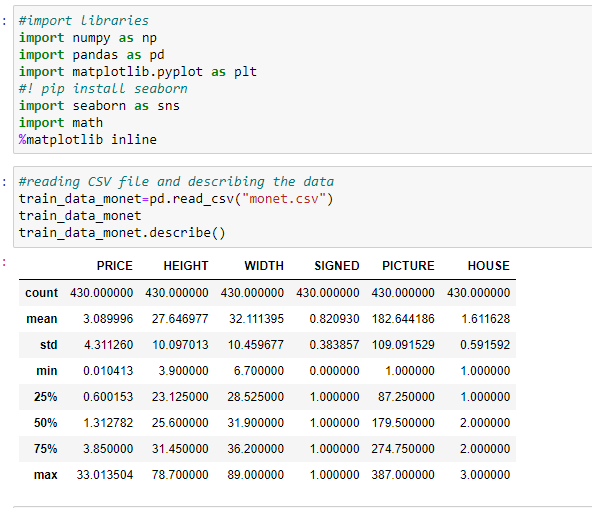 : #import libraries
import numpy as np
import pandas as pd
import matplotlib.pyplot as plt
#! pip install seaborn
import seaborn as sns
import math
%matplotlib inline
: #reading CSV file and describing the data
train_data_monet=pd.read_csv("monet.csv")
train_data_monet
train_data_monet.describe()
:
PRICE HEIGHT WIDTH SIGNED PICTURE HOUSE
count 430.000000 430.000000 430.000000 430.000000 430.000000 430.000000
mean 3.089996 27.646977 32.111395 0.820930 182.644186 1.611628
std 4.311260 10.097013 10.459677 0.383857 109.091529 0.591592
min 0.010413 3.900000 6.700000 0.000000 1.000000 1.000000
25% 0.600153 23.125000 28.525000 1.000000 87.250000 1.000000
50% 1.312782 25.600000 31.900000 1.000000 179.500000 2.000000
75% 3.850000 31.450000 36.200000 1.000000 274.750000 2.000000
max 33.013504 78.700000 89.000000 1.000000 387.000000 3.000000